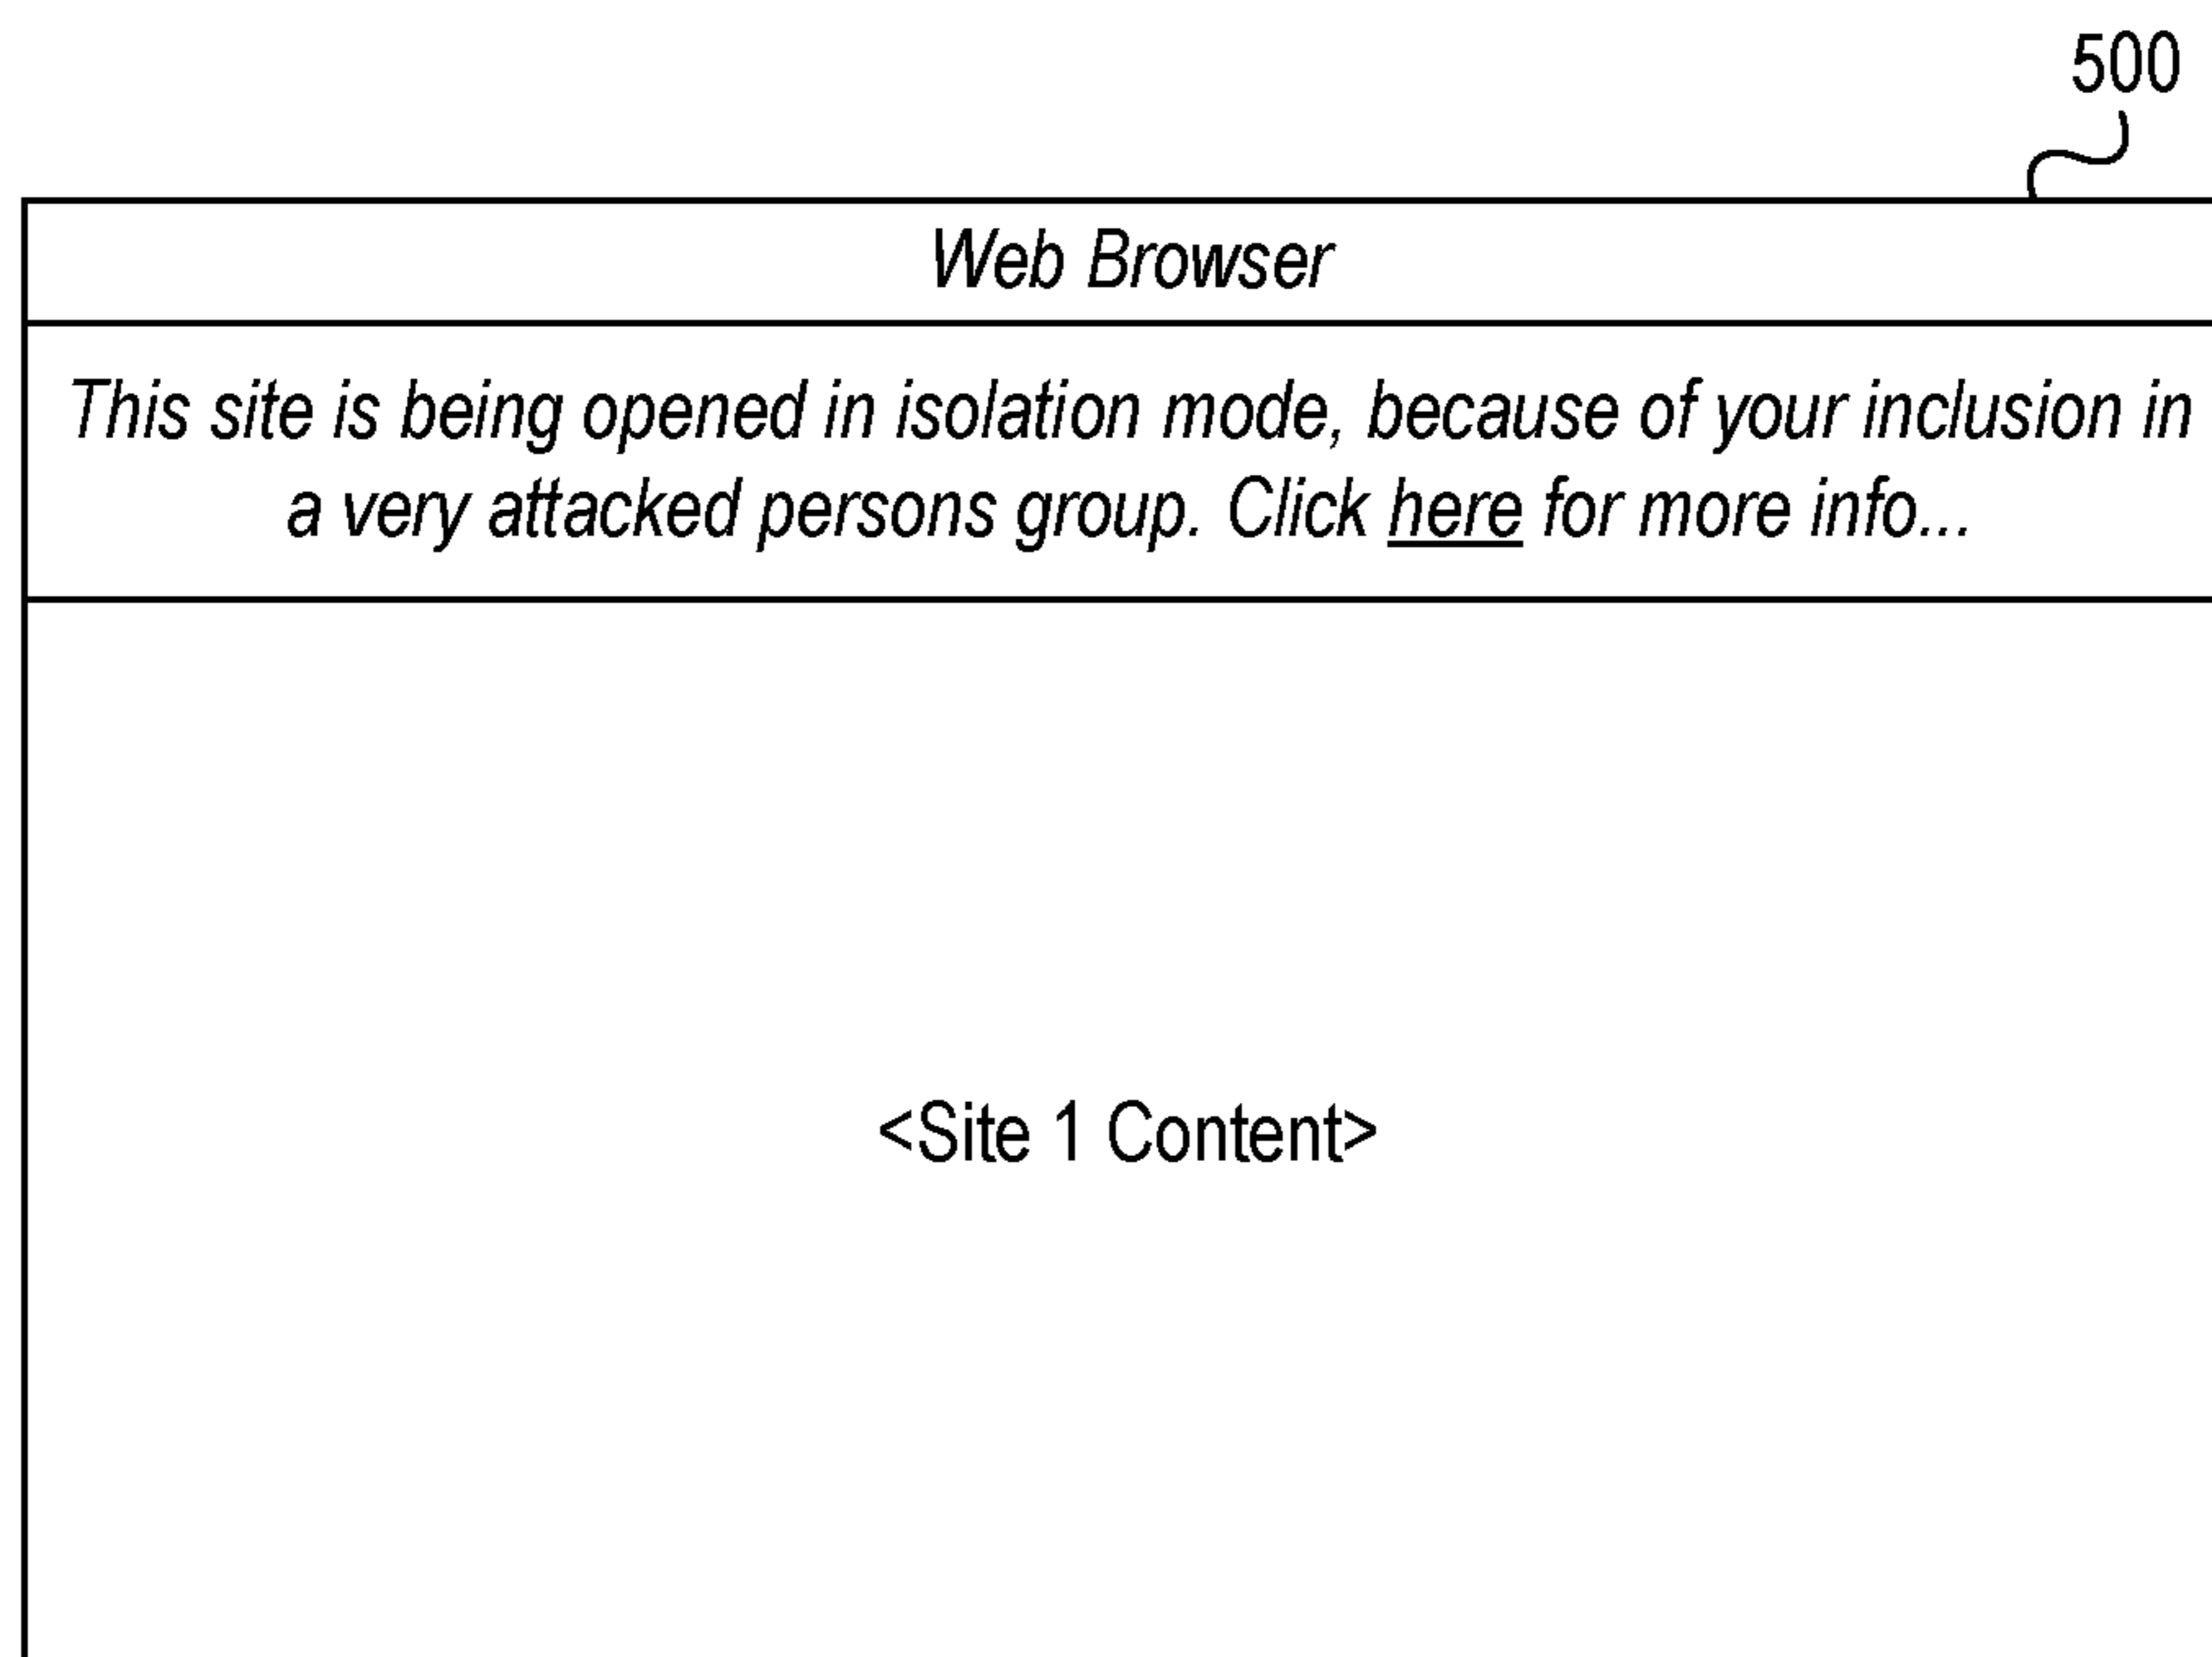 500
Web Browser
This site is being opened in isolation mode, because of your inclusion in
a very attacked persons group. Click here for more info...
<Site 1 Content>